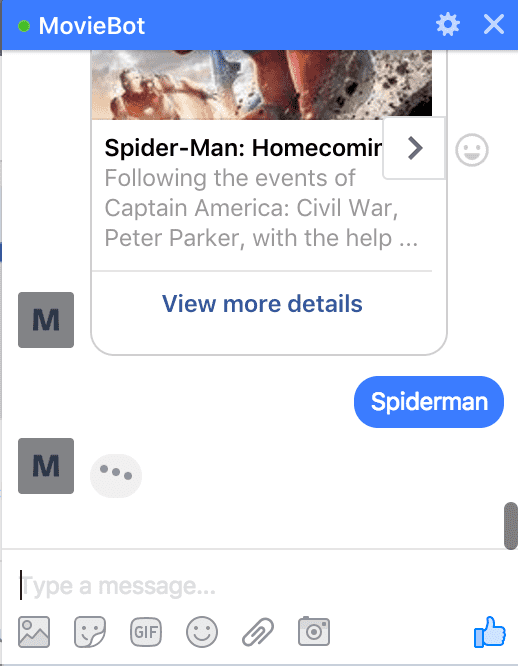 MovieBot
Spider-Man: Homecomin
Following the events of
Captain America: Civil War,
Peter Parker, with the help ...
View more details
M
Spiderman
M
Type a message...
GIF